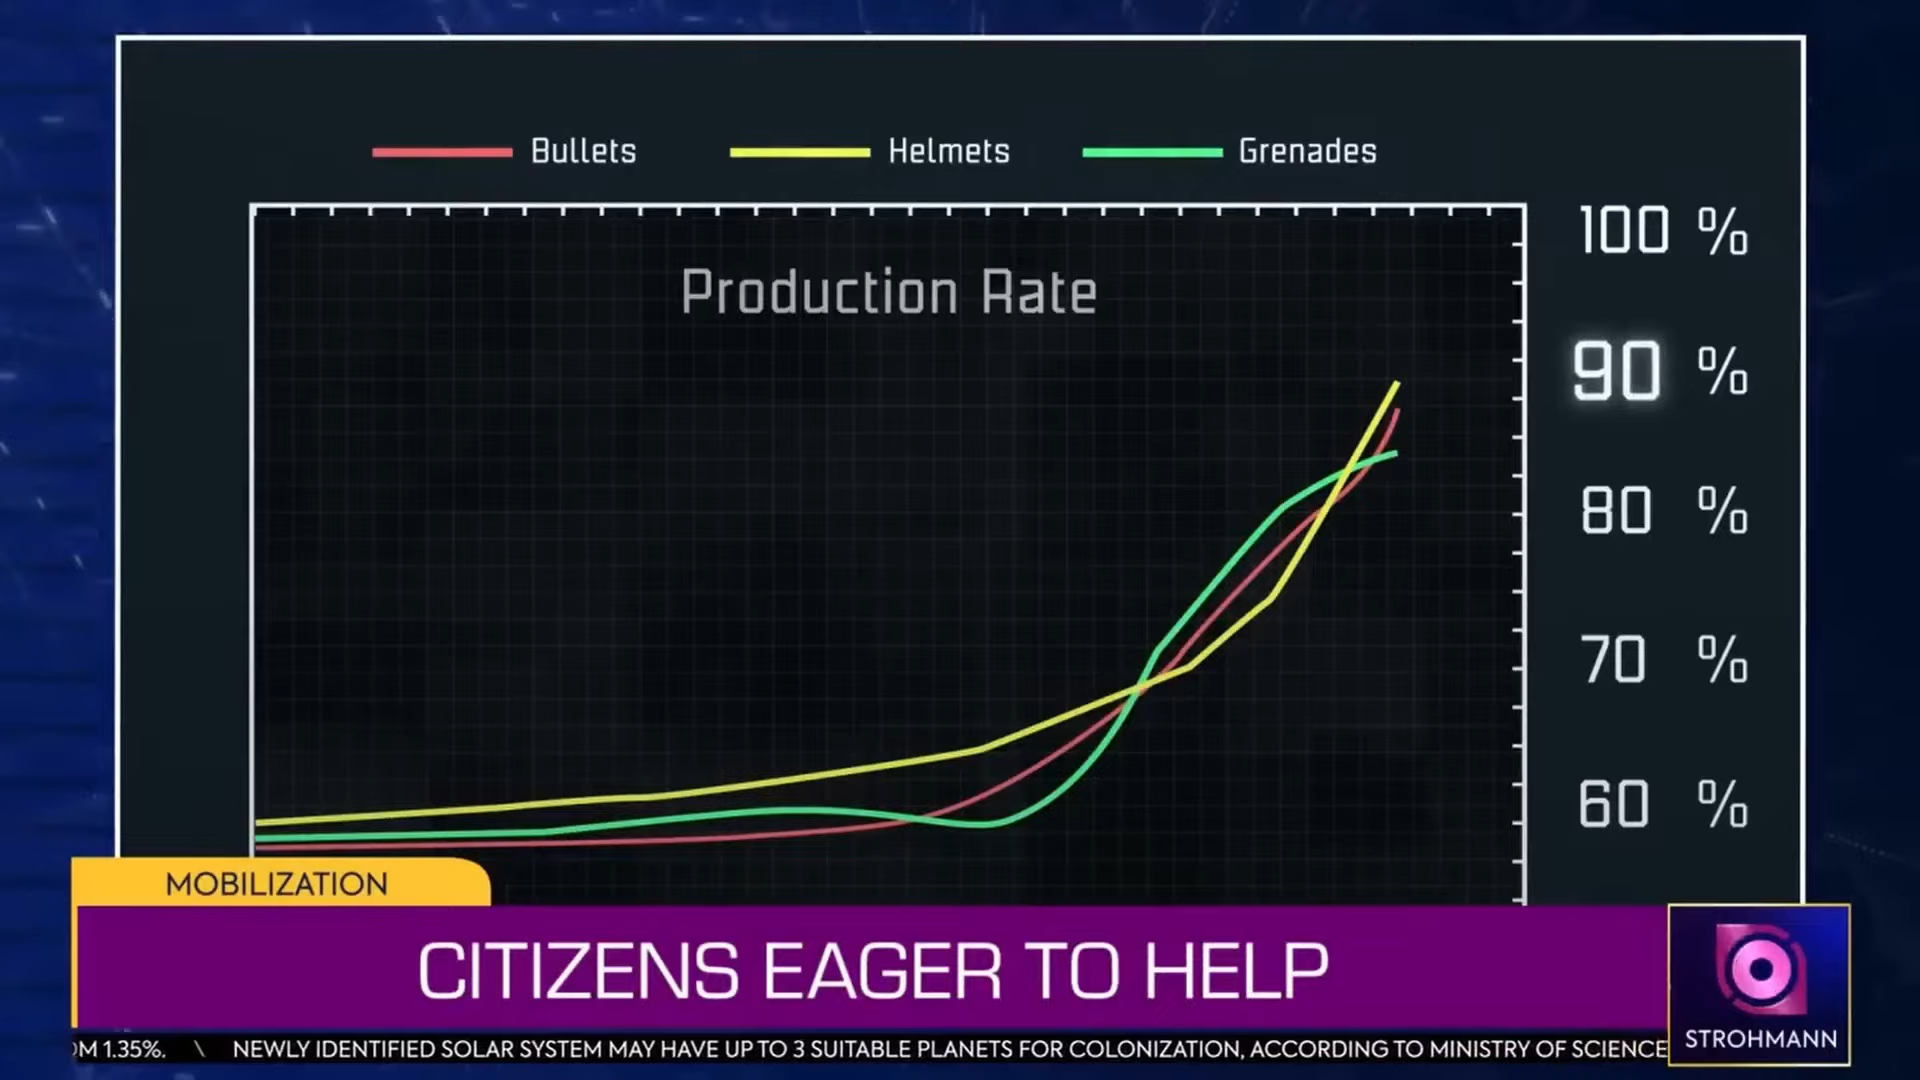 Bullets Helmets Grenades
Production Rate
100 %
90 %
80 %
70 %
60 %
MOBILIZATION
CITIZENS EAGER TO HELP
STROHMANN
M 1.35%. \ NEWLY IDENTIFIED SOLAR SYSTEM MAY HAVE UP TO 3 SUITABLE PLANETS FOR COLONIZATION, ACCORDING TO MINISTRY OF SCIENCE